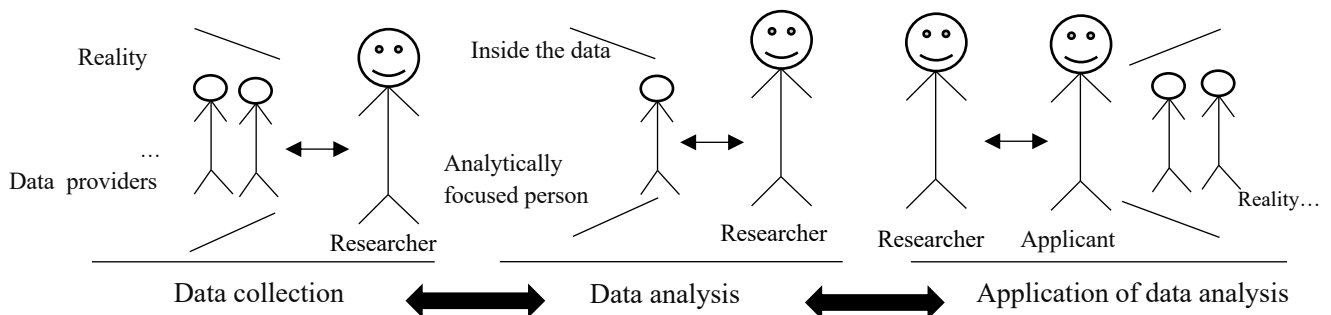 Reality
…
Data providers
Researcher
Data collection
Inside the data
Analytically
focused person
Researcher
Data analysis
Researcher
Applicant
Reality…
Application of data analysis